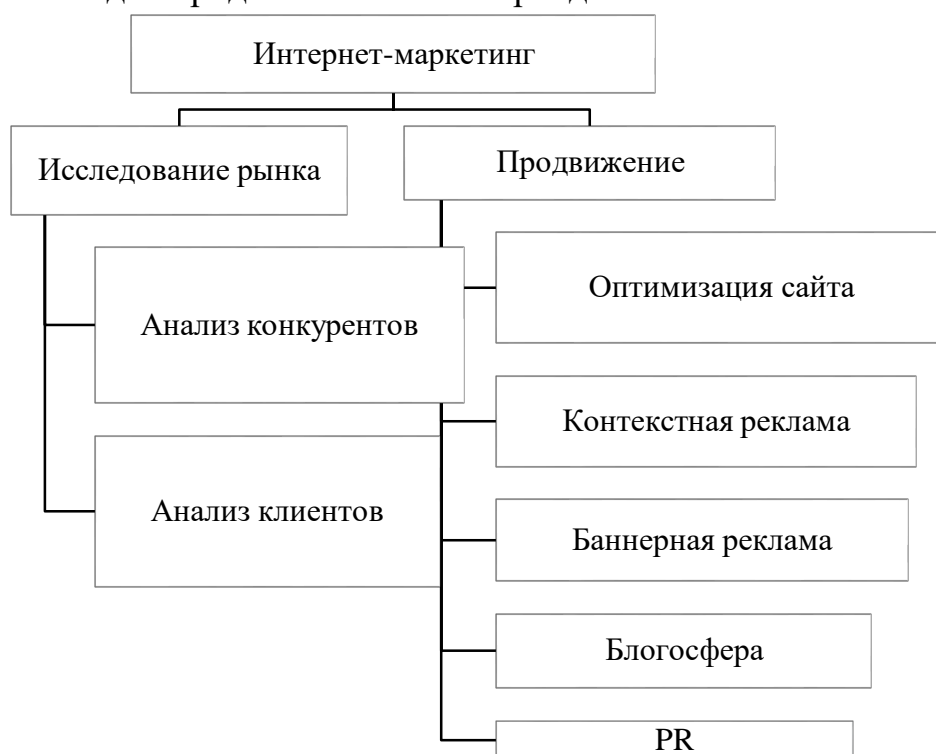 Интернет-маркетинг
Исследование рынка
Продвижение
Анализ конкурентов
Анализ клиентов
Оптимизация сайта
Контекстная реклама
Баннерная реклама
Блогосфера
PR